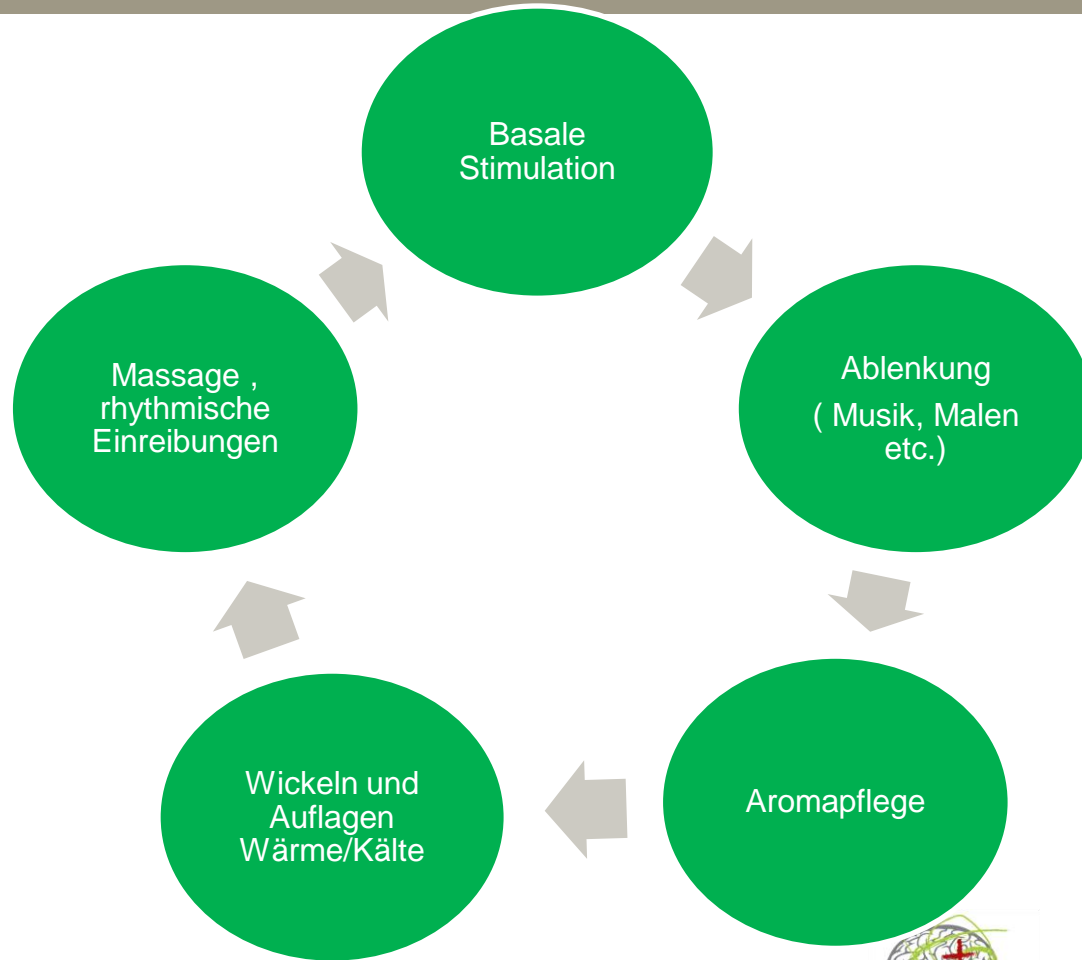 Basale
Stimulation
Ablenkung
( Musik, Malen
etc.)
Aromapflege
Wickeln und
Auflagen
Wärme/Kälte
Massage ,
rhythmische
Einreibungen